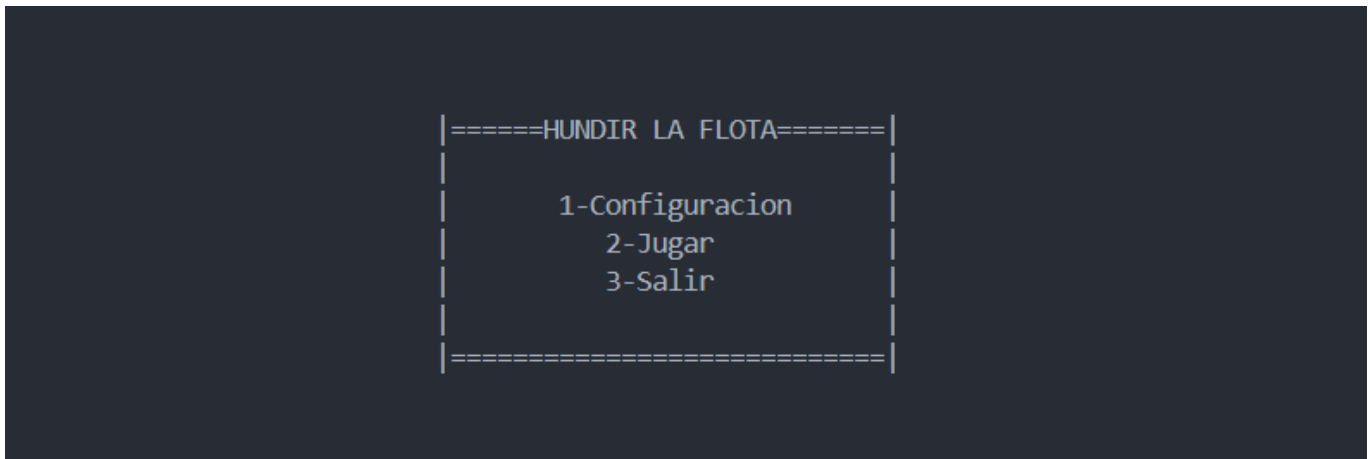 |======HUNDIR LA FLOTA=======|
| |
| 1-Configuracion |
| 2-Jugar |
| 3-Salir |
| |
|============================|